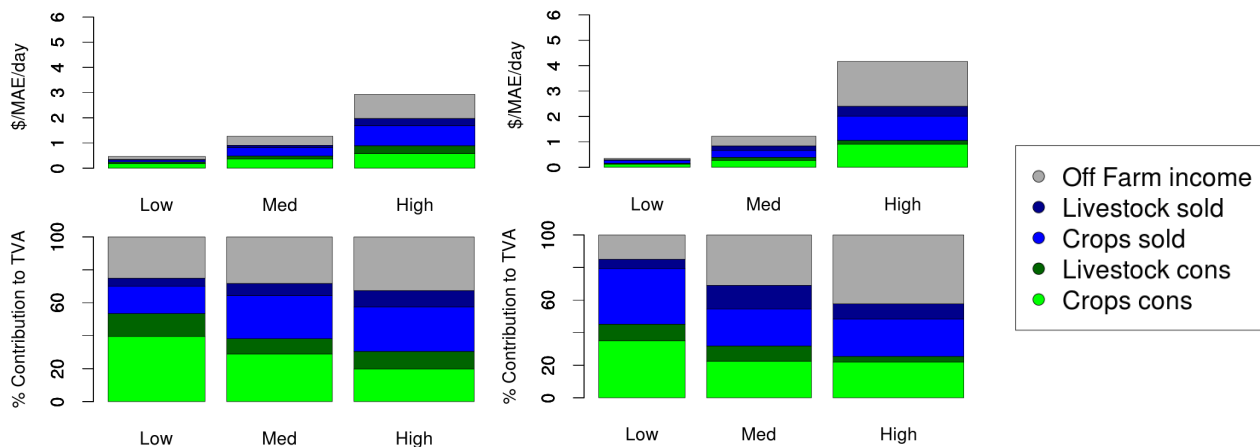 $/MAE/day
6
5
4
3
2
1
0
Low Med High
$/MAE/day
6
5
4
3
2
1
0
Low Med High
% Contribution to TVA
100
60
20
0
Low Med High
% Contribution to TVA
100
60
20
0
Low Med High
Off Farm income
Livestock sold
Crops sold
Livestock cons
Crops cons